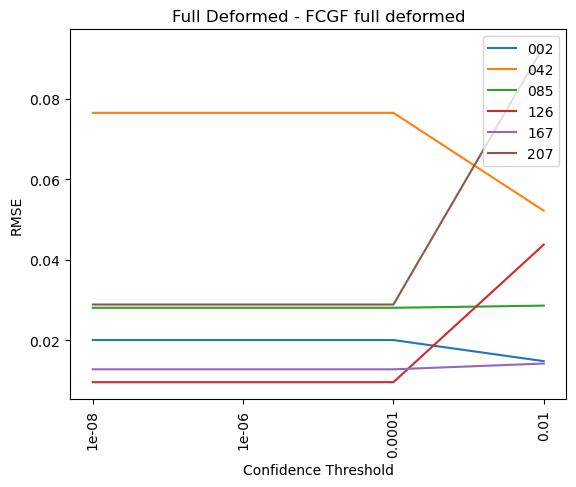 Full Deformed - FCGF full deformed
002
042
085
126
167
207
0.08
0.06
0.04
0.02
RMSE
1e-08
1e-06
0.0001
0.01
Confidence Threshold